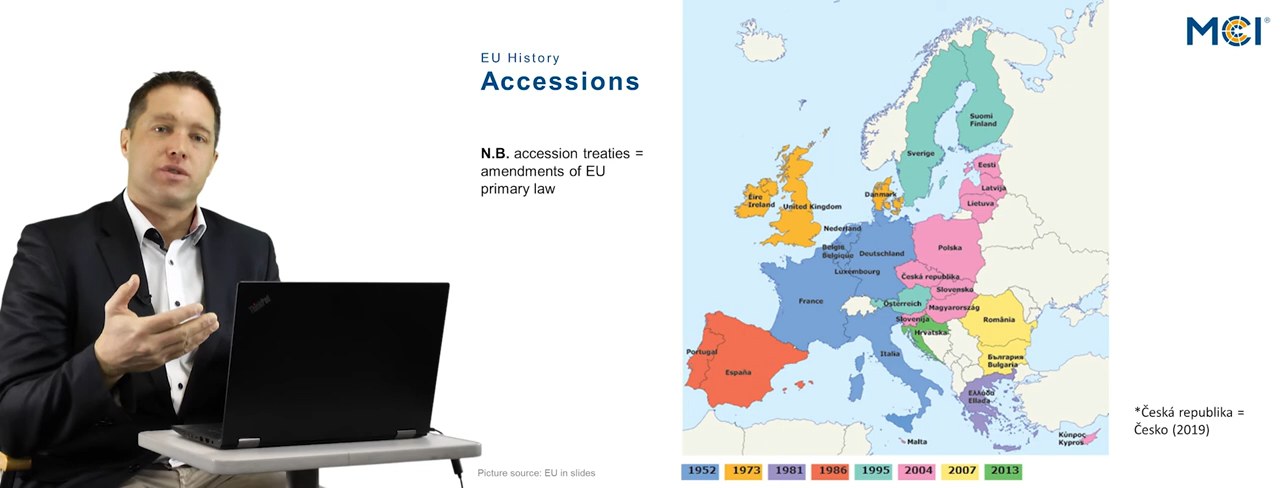 EU History
Accessions
N.B. accession treaties =
amendments of EU
primary law
Picture source: EU in slides
MCI®
ThinkPad
Suomi
Finland
Sverige
Eesti
Latvija
Lietuva
Danmark
Éire
Ireland
United Kingdom
Nederland
België
Belgique
Deutschland
Polska
Luxembourg
Česká republika
Slovensko
France
Österreich
Magyarország
Slovenija
Hrvatska
România
Portugal
España
Italia
България
Bulgaria
Ελλάδα
Ellada
Malta
Κύπρος
Kypros
1952 1973 1981 1986 1995 2004 2007 2013
*Česká republika =
Česko (2019)